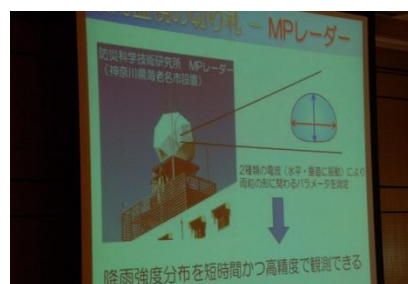 の切り札 − MPレーダー
防災科学技術研究所 MPレーダー
(神奈川県海老名市設置)
2種類の電波(水平・垂直に振動)により
雨粒の形に関わるパラメータを測定
降雨強度分布を短時間かつ高精度で観測できる